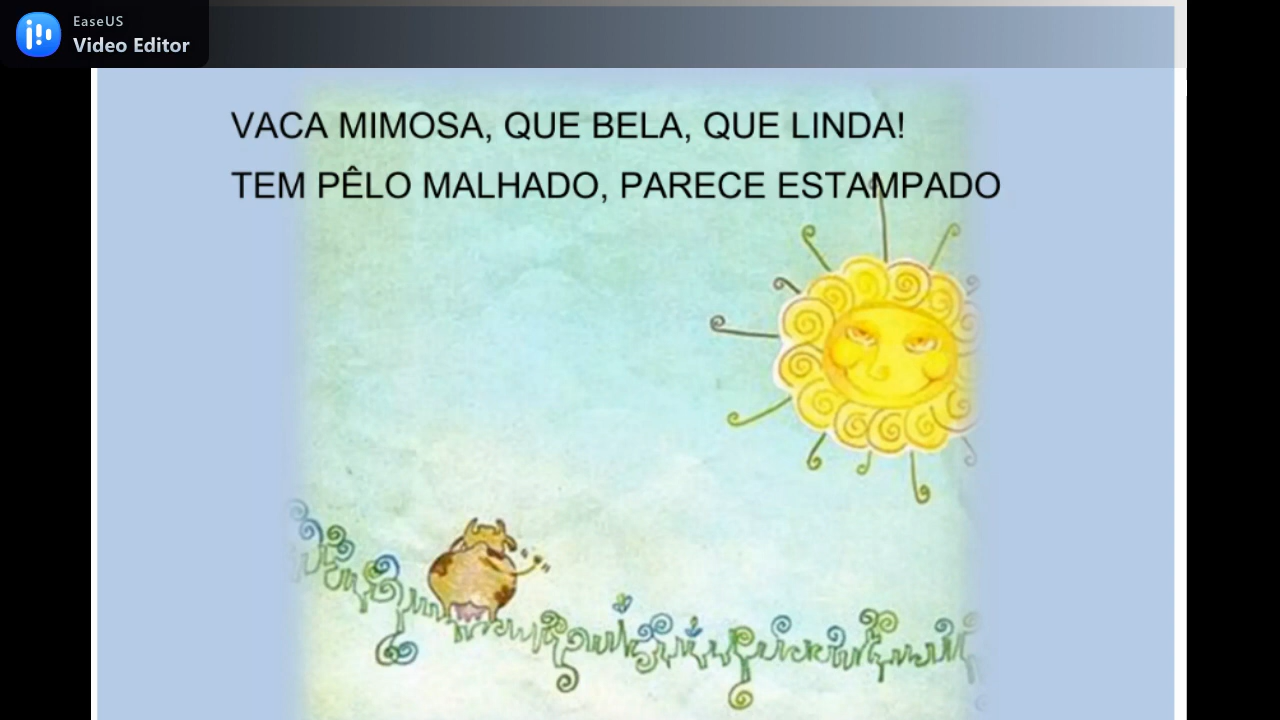 EaseUS
Video Editor
VACA MIMOSA, QUE BELA, QUE LINDA!
TEM PÊLO MALHADO, PARECE ESTAMPADO